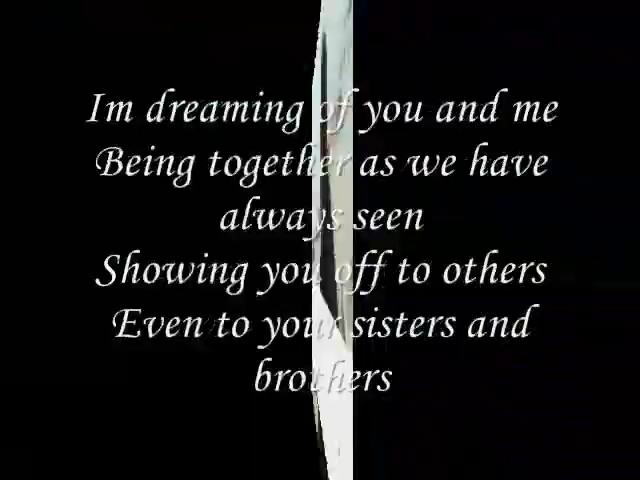 Im dreaming of you and me
Being together as we have
always seen
Showing you off to others
Even to your sisters and
brothers